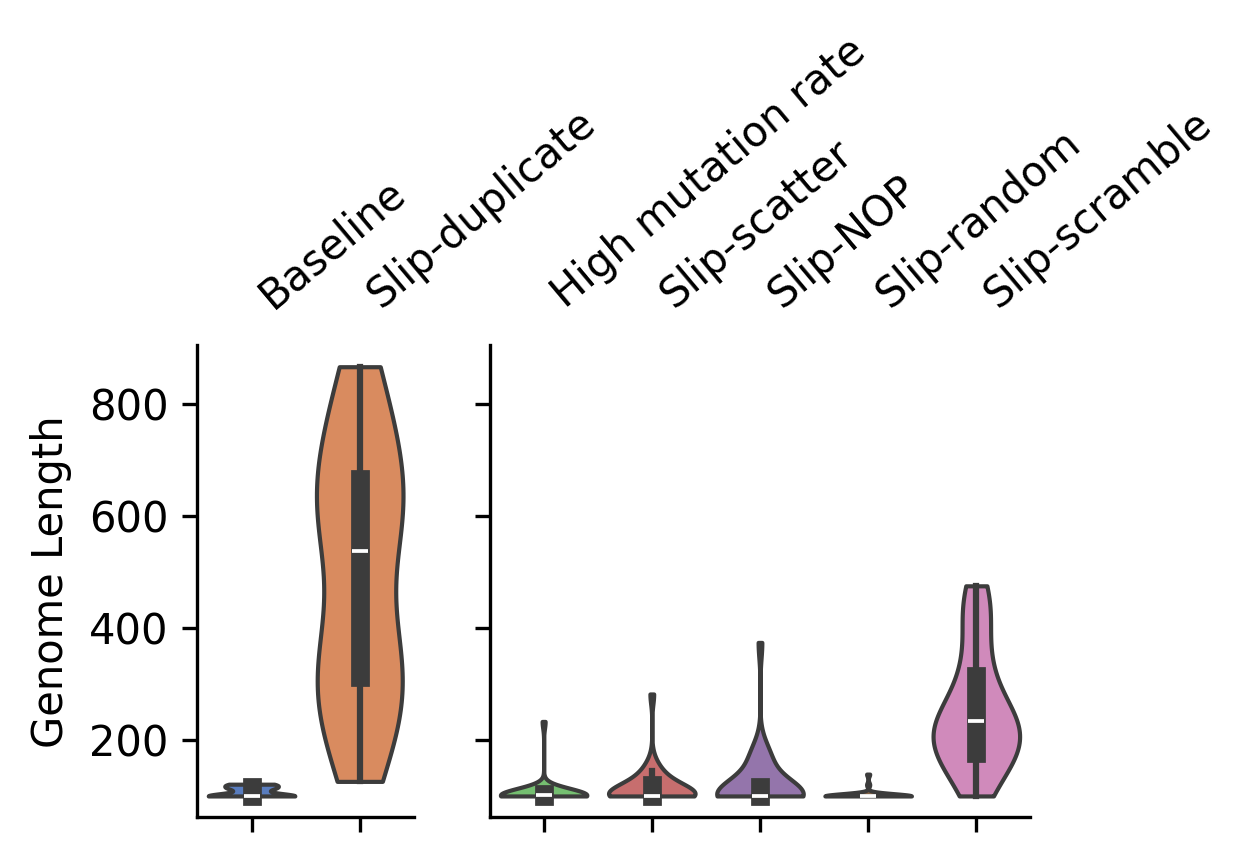 Baseline
Slip-duplicate
High mutation rate
Slip-scatter
Slip-NOP
Slip-random
Slip-scramble
Genome Length
800
600
400
200